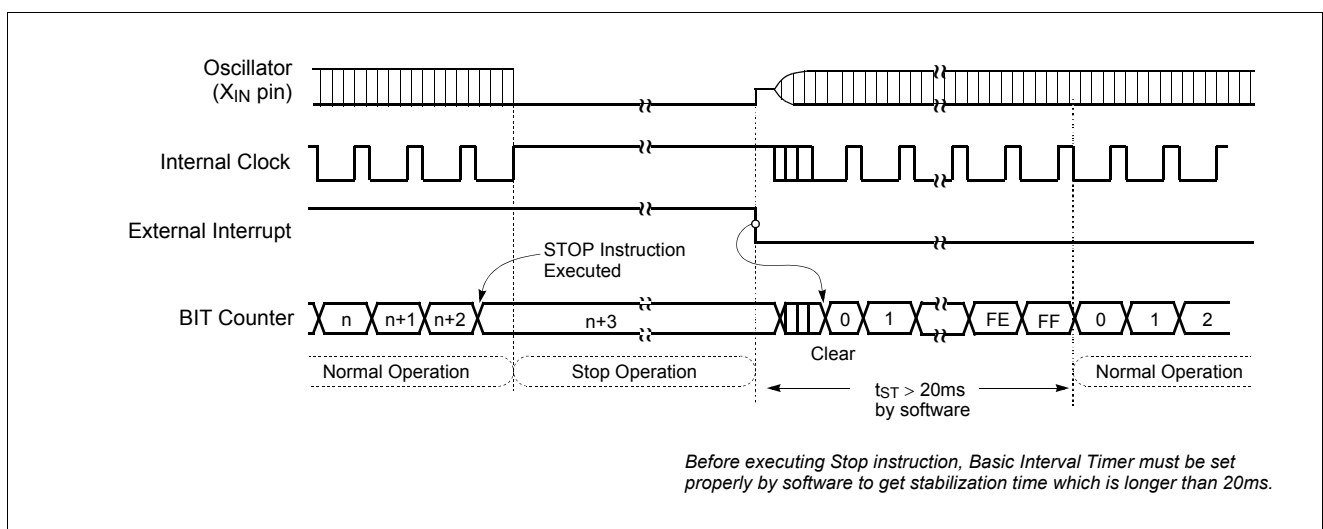 Oscillator
(XIN pin)
Internal Clock
External Interrupt
STOP Instruction
Executed
BIT Counter
n
n+1
n+2
n+3
0
1
FE
FF
0
1
2
Clear
Normal Operation
Stop Operation
tST > 20ms
by software
Normal Operation
Before executing Stop instruction, Basic Interval Timer must be set
properly by software to get stabilization time which is longer than 20ms.